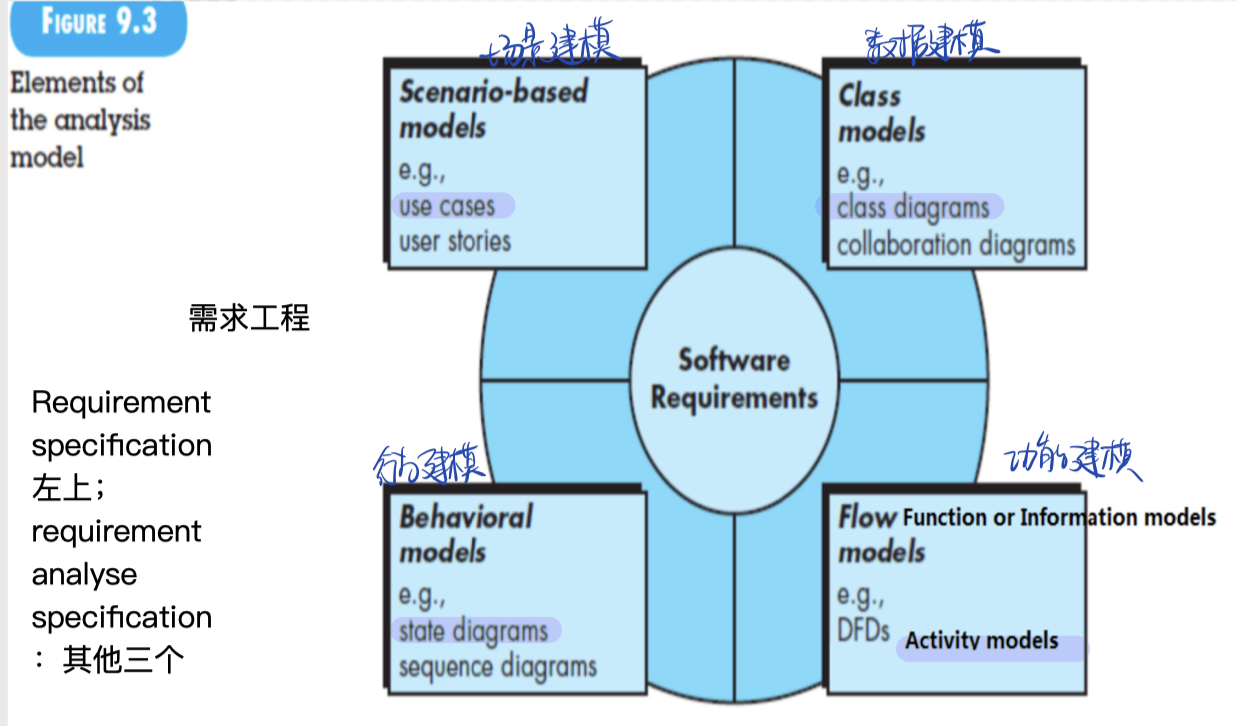 FIGURE 9.3
Elements of
the analysis
model
场景建模
Scenario-based
models
e.g.,
use cases
user stories
数据建模
Class
models
e.g.,
class diagrams
collaboration diagrams
需求工程
Software
Requirements
Requirement
specification
左上；
requirement
analyse
specification
：其他三个
行为建模
Behavioral
models
e.g.,
state diagrams
sequence diagrams
功能建模
Flow Function or Information models
models
e.g.,
DFDs Activity models